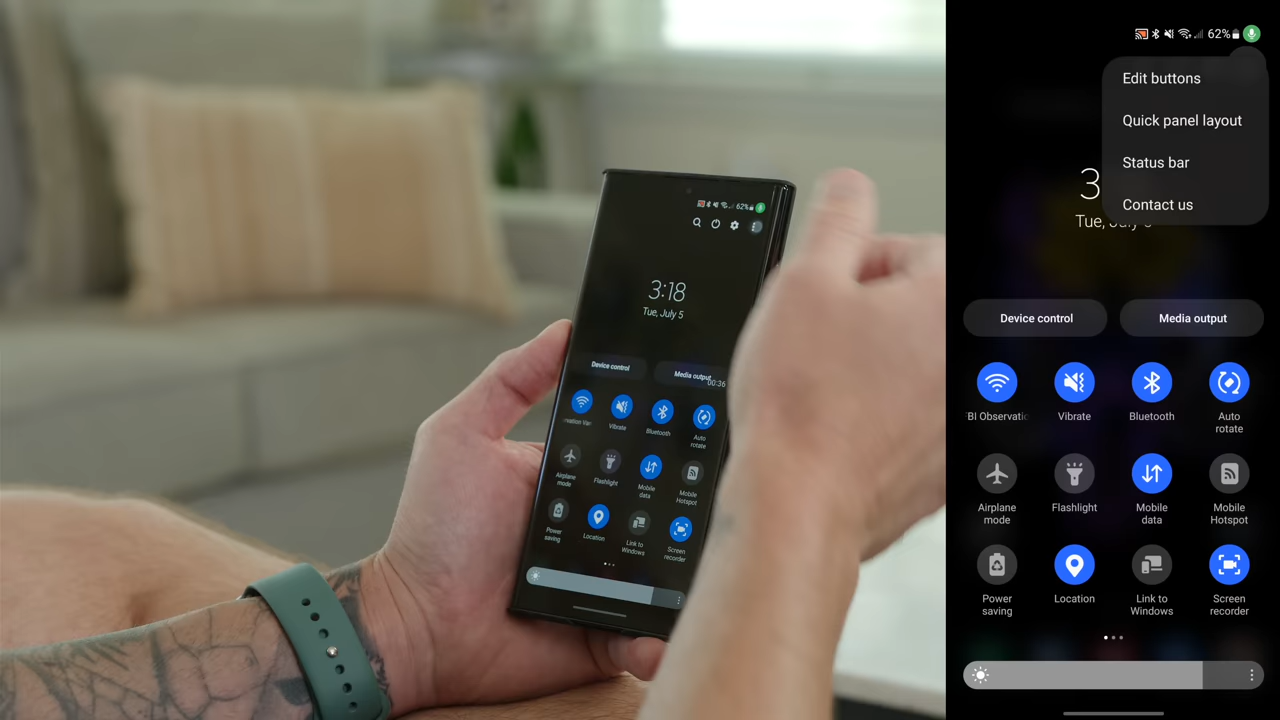 62%
3:18
Tue, July 5
Device control
Media output
00:36
Vibrate
Bluetooth
Auto
rotate
Airplane
mode
Flashlight
Mobile
data
Mobile
Hotspot
Power
saving
Location
Link to
Windows
Screen
recorder
62%
Edit buttons
Quick panel layout
Status bar
Contact us
3
Tue, July 5
Device control
Media output
BI Observatic
Vibrate
Bluetooth
Auto
rotate
Airplane
mode
Flashlight
Mobile
data
Mobile
Hotspot
Power
saving
Location
Link to
Windows
Screen
recorder